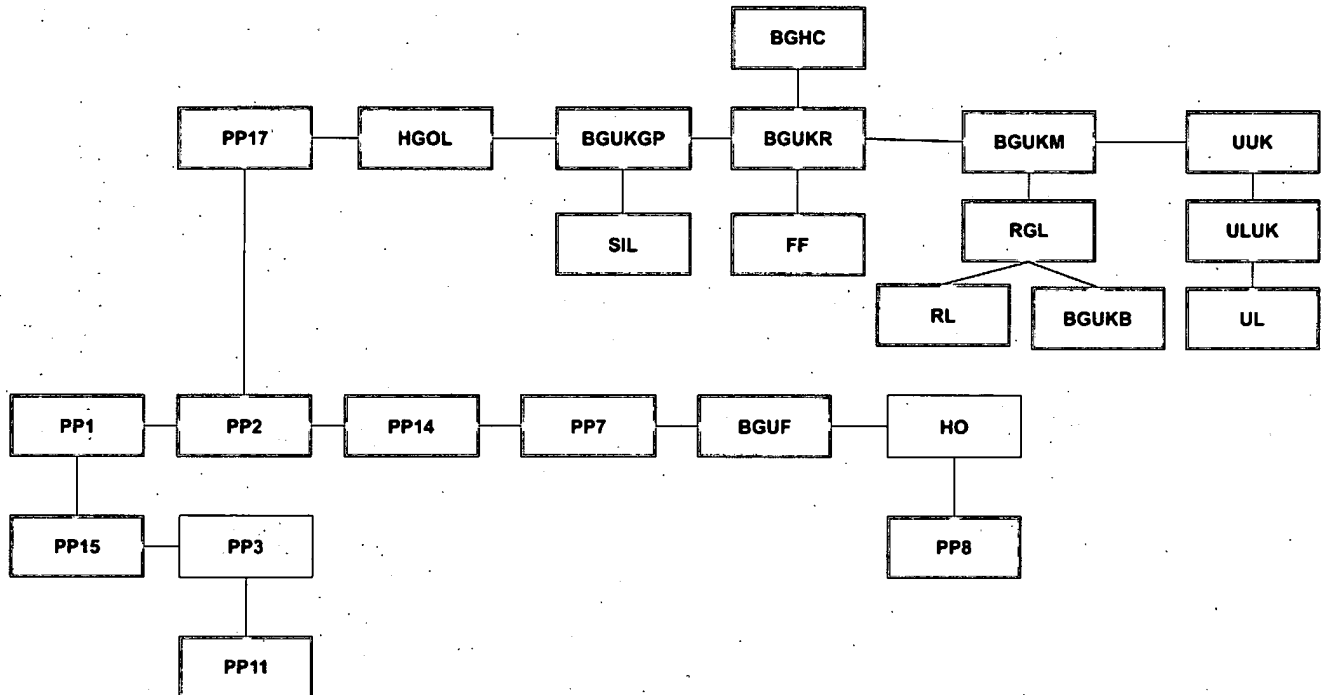 BGHC
PP17 HGOL BGUKGP BGUKR BGUKM UUK
SIL FF RGL ULUK
RL BGUKB UL
PP1 PP2 PP14 PP7 BGUF HO
PP15 PP3 PP8
PP11